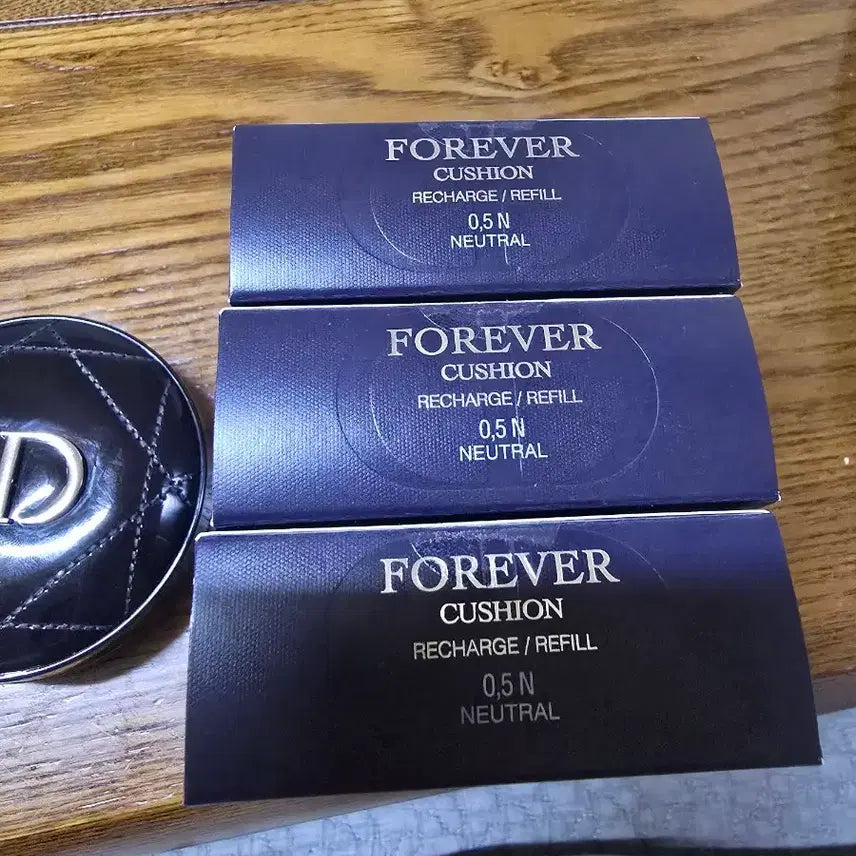 FOREVER
CUSHION
RECHARGE / REFILL
0,5 N
NEUTRAL
FOREVER
CUSHION
RECHARGE / REFILL
0,5 N
NEUTRAL
FOREVER
CUSHION
RECHARGE / REFILL
0,5 N
NEUTRAL
D